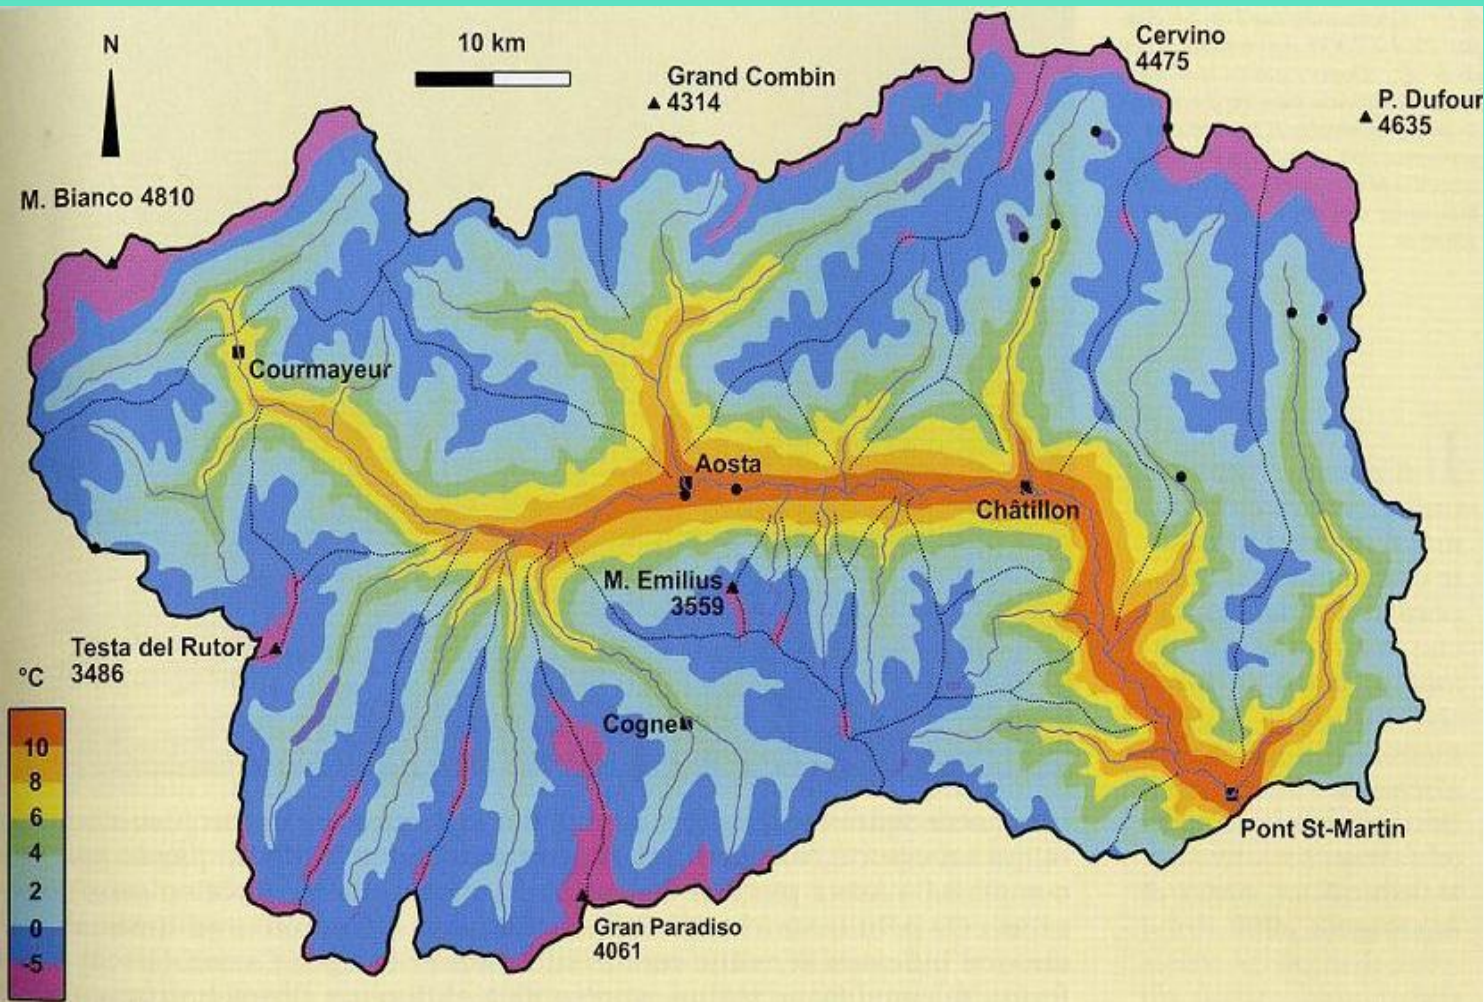 N
10 km
Grand Combin
4314
Cervino
4475
P. Dufour
4635
M. Bianco 4810
Courmayeur
Aosta
Châtillon
M. Emilius
3559
Testa del Rutor
3486
Cogne
Pont St-Martin
Gran Paradiso
4061
°C
10
8
6
4
2
0
-5